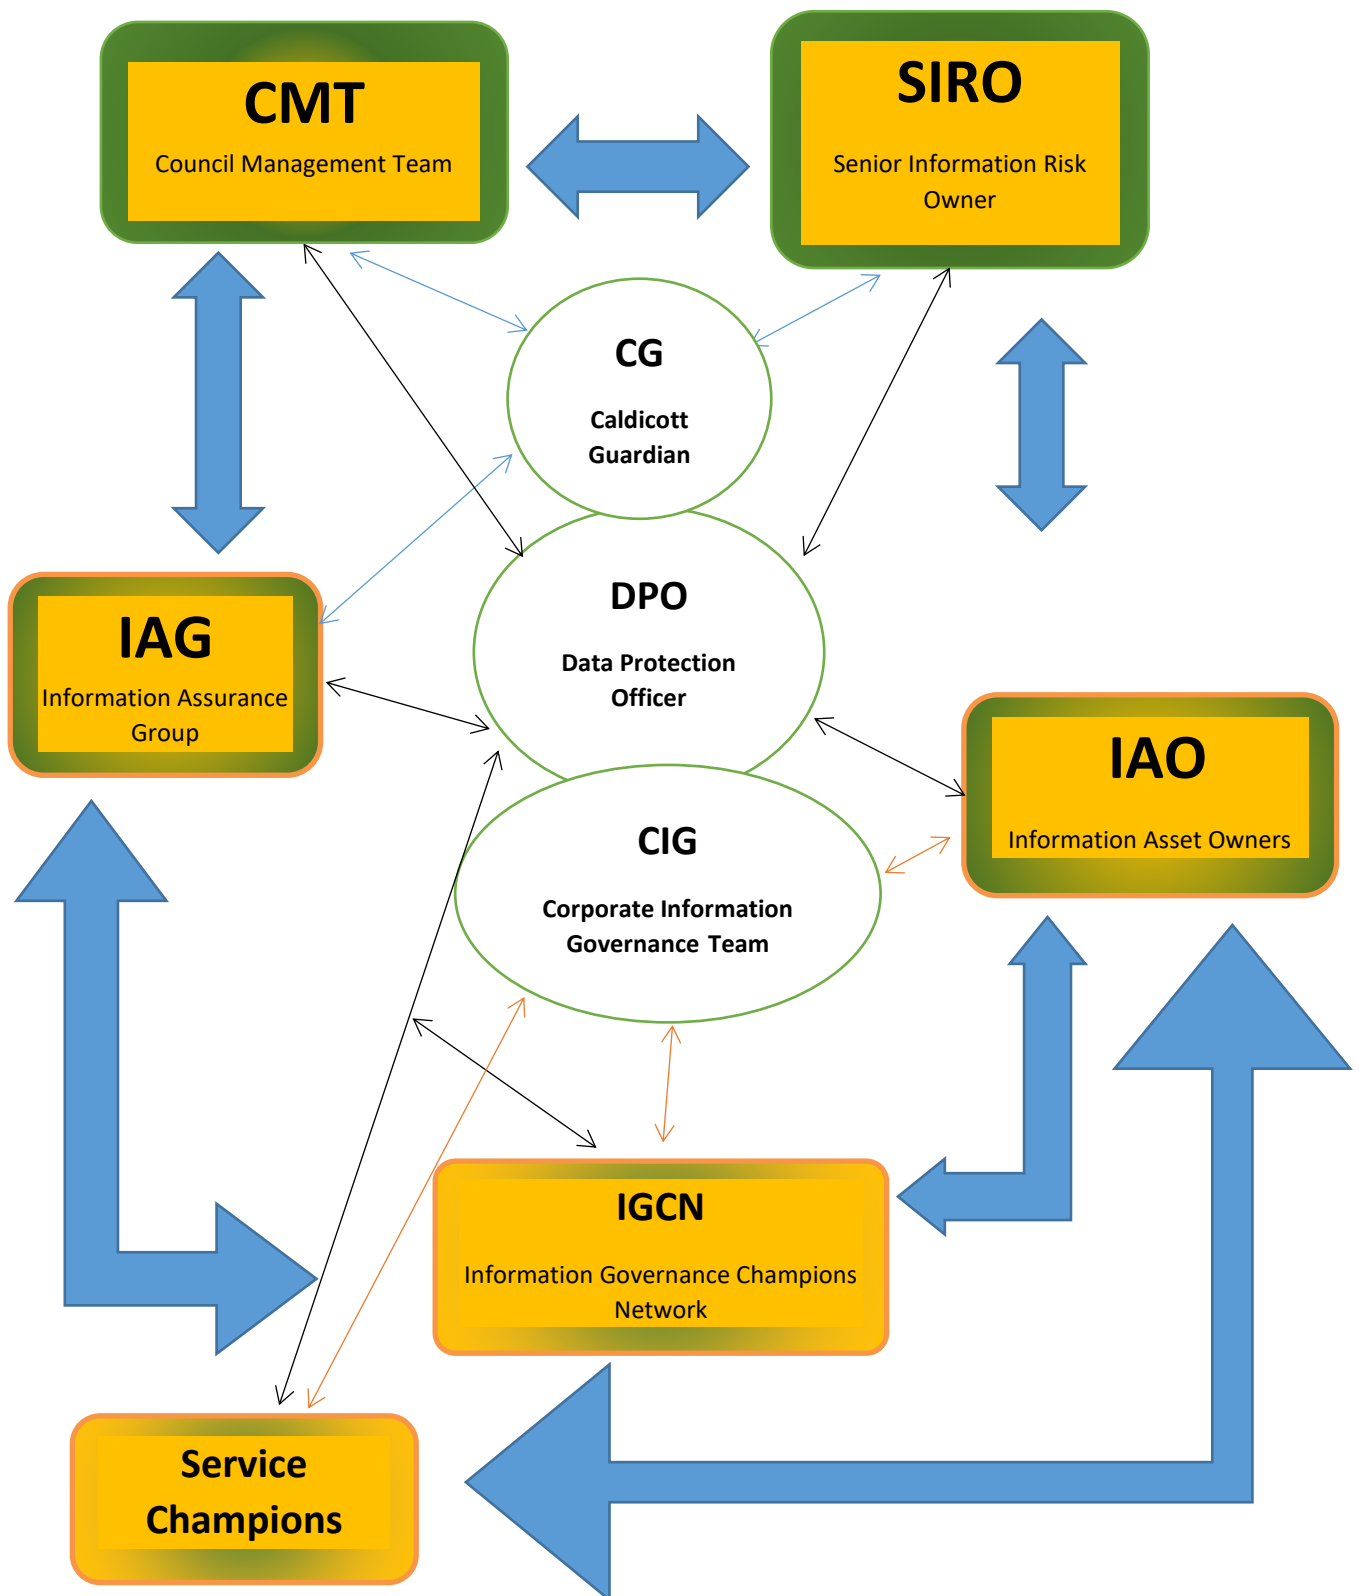 CMT
Council Management Team
SIRO
Senior Information Risk
Owner
CG
Caldicott
Guardian
DPO
Data Protection
Officer
IAG
Information Assurance
Group
IAO
Information Asset Owners
CIG
Corporate Information
Governance Team
IGCN
Information Governance Champions
Network
Service
Champions